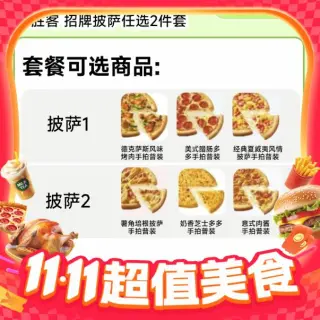 胜客 招牌披萨任选2件套
套餐可选商品:
披萨1
德克萨斯风味
烤肉手拍普装
美式腊肠多多
多手拍普装
经典夏威夷风情
披萨手拍普装
披萨2
薯角培根披萨
手拍普装
奶香芝士多多
手拍普装
意式肉酱
手拍普装
11·11超值美食